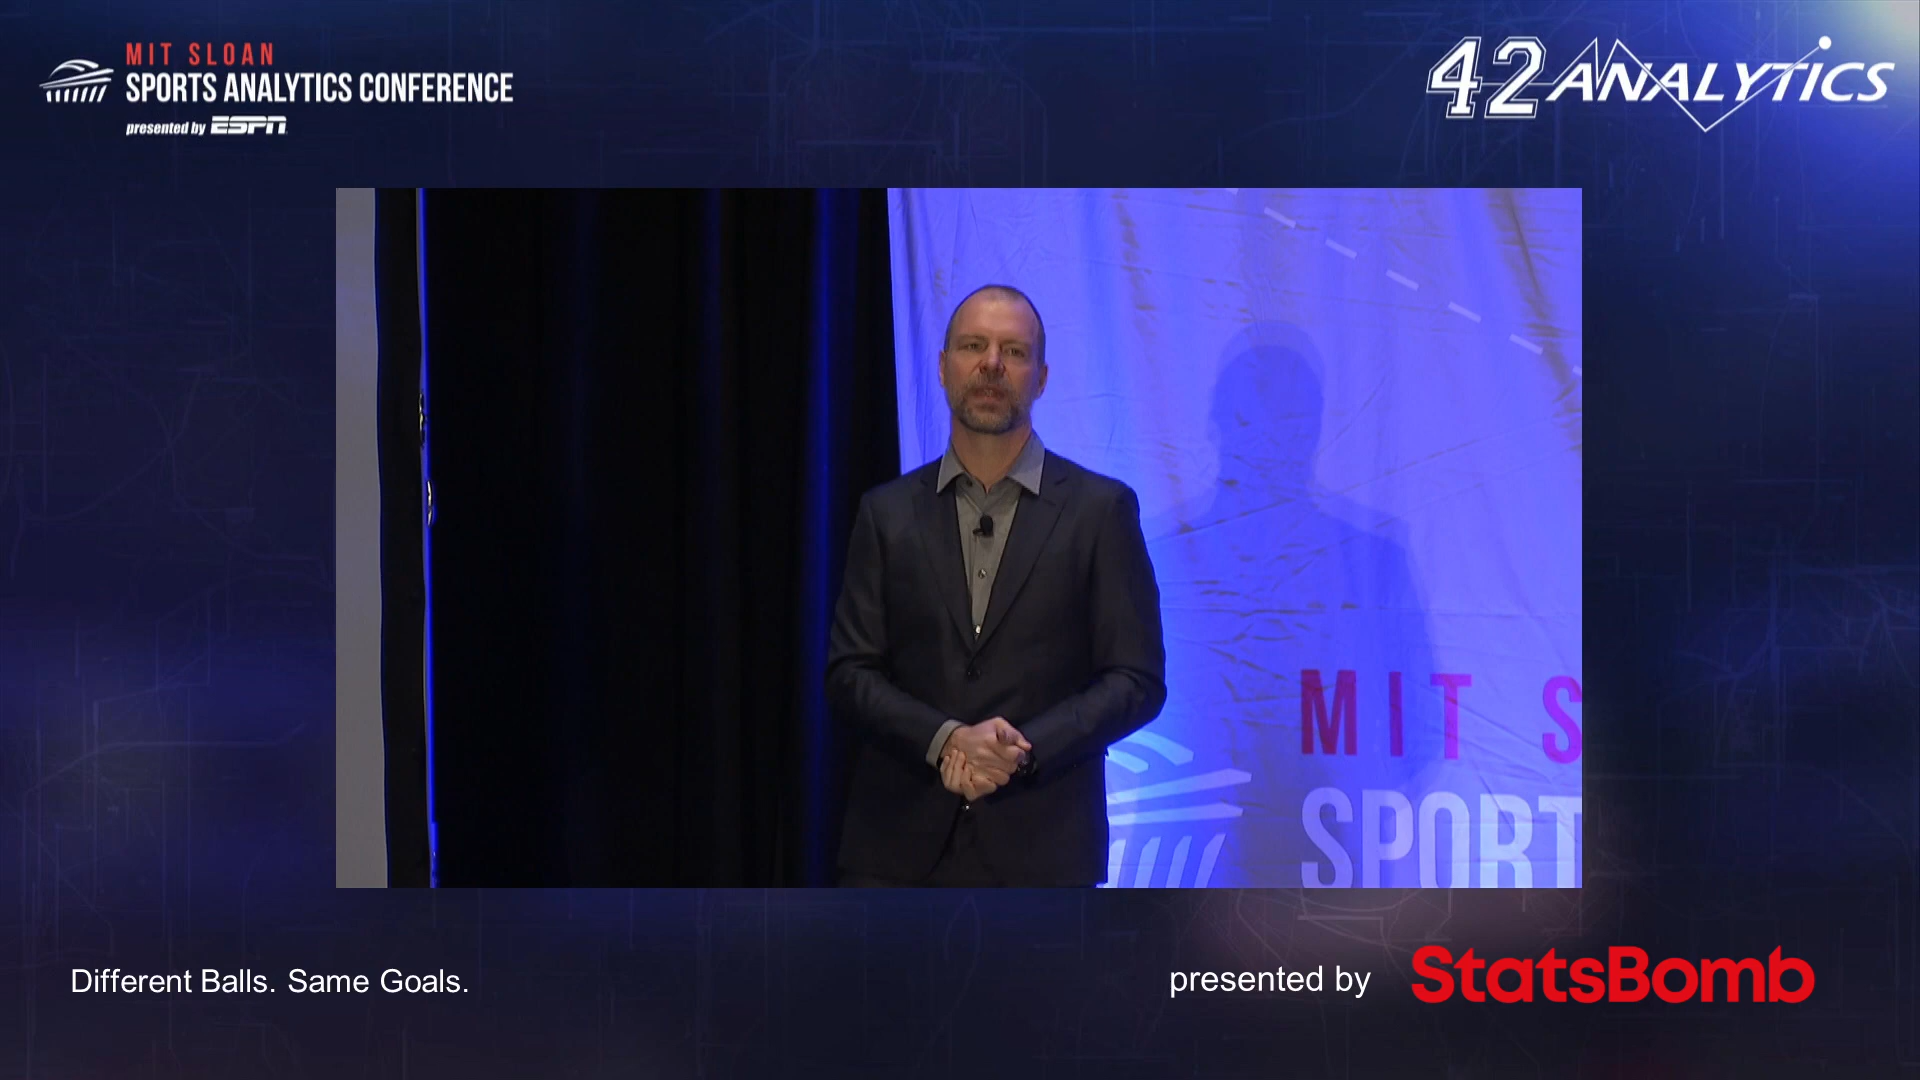 MIT SLOAN
SPORTS ANALYTICS CONFERENCE
presented by ESPN
42 ANALYTICS
MIT S
SPORT
Different Balls. Same Goals.
presented by StatsBomb